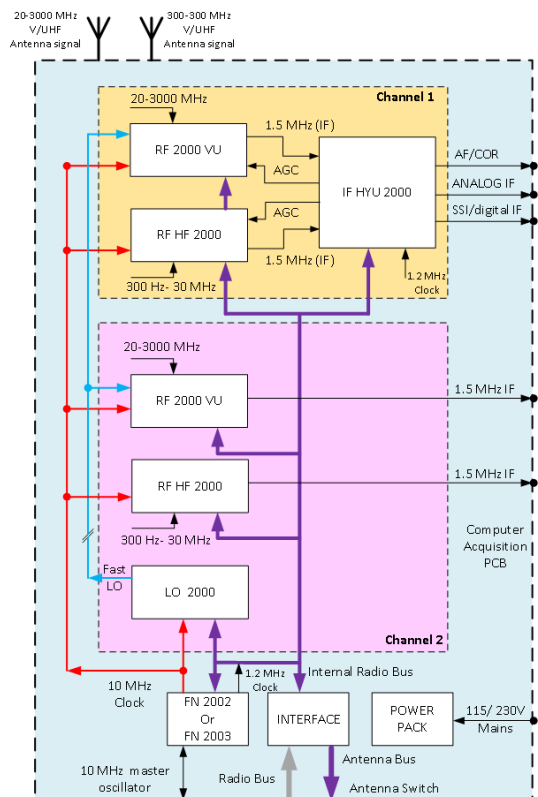 20-3000 MHz
V/UHF
Antenna signal
300-300 MHz
V/UHF
Antenna signal
Channel 1
20-3000 MHz
1.5 MHz (IF)
RF 2000 VU
AGC
IF HYU 2000
AF/COR
ANALOG IF
SSI/digital IF
AGC
RF HF 2000
1.5 MHz (IF)
300 Hz- 30 MHz
1.2 MHz
Clock
20-3000 MHz
RF 2000 VU
1.5 MHz IF
RF HF 2000
1.5 MHz IF
300 Hz- 30 MHz
Computer
Acquisition
PCB
Fast
LO
LO 2000
Channel 2
10 MHz
Clock
1.2 MHz
Clock
Internal Radio Bus
FN 2002
Or
FN 2003
INTERFACE
POWER
PACK
115/ 230V
Mains
10 MHz master
oscillator
Radio Bus
Antenna Bus
Antenna Switch